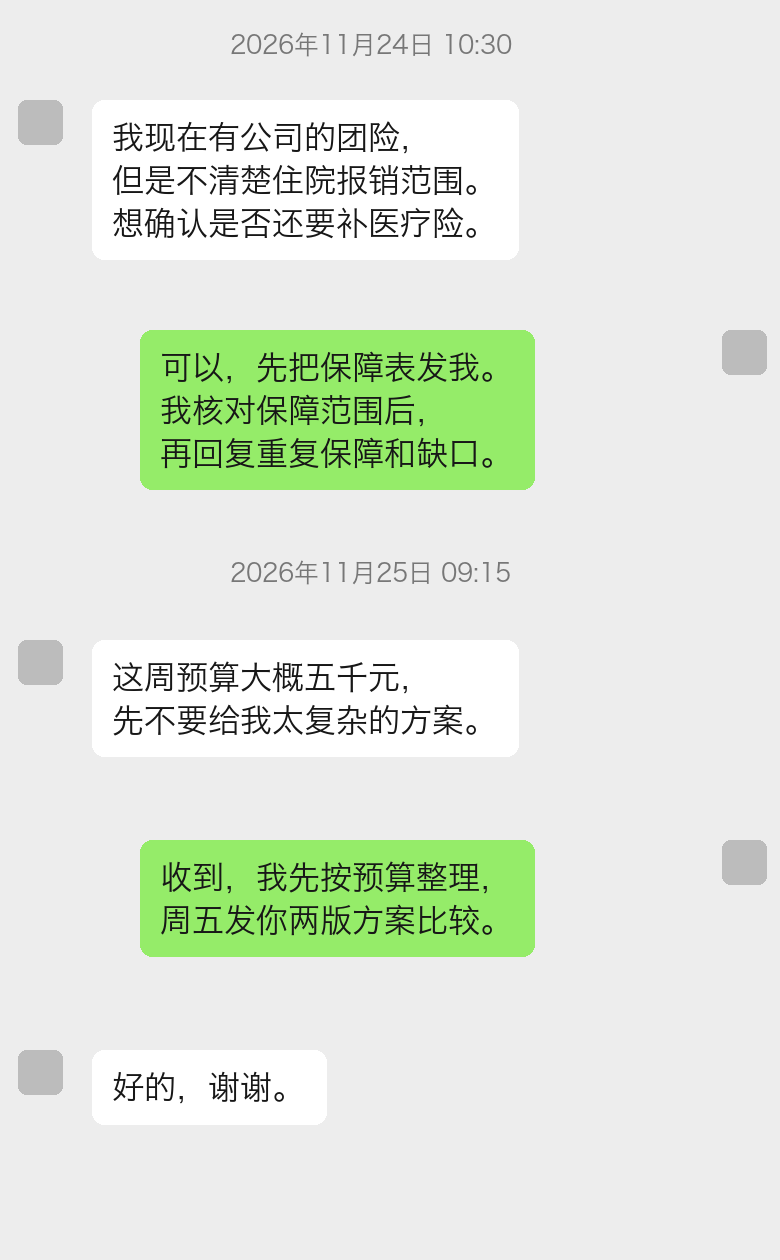 2026年11月24日 10:30
我现在有公司的团险，
但是不清楚住院报销范围。
想确认是否还要补医疗险。
可以，先把保障表发我。
我核对保障范围后，
再回复重复保障和缺口。
2026年11月25日 09:15
这周预算大概五千元，
先不要给我太复杂的方案。
收到，我先按预算整理，
周五发你两版方案比较。
好的，谢谢。